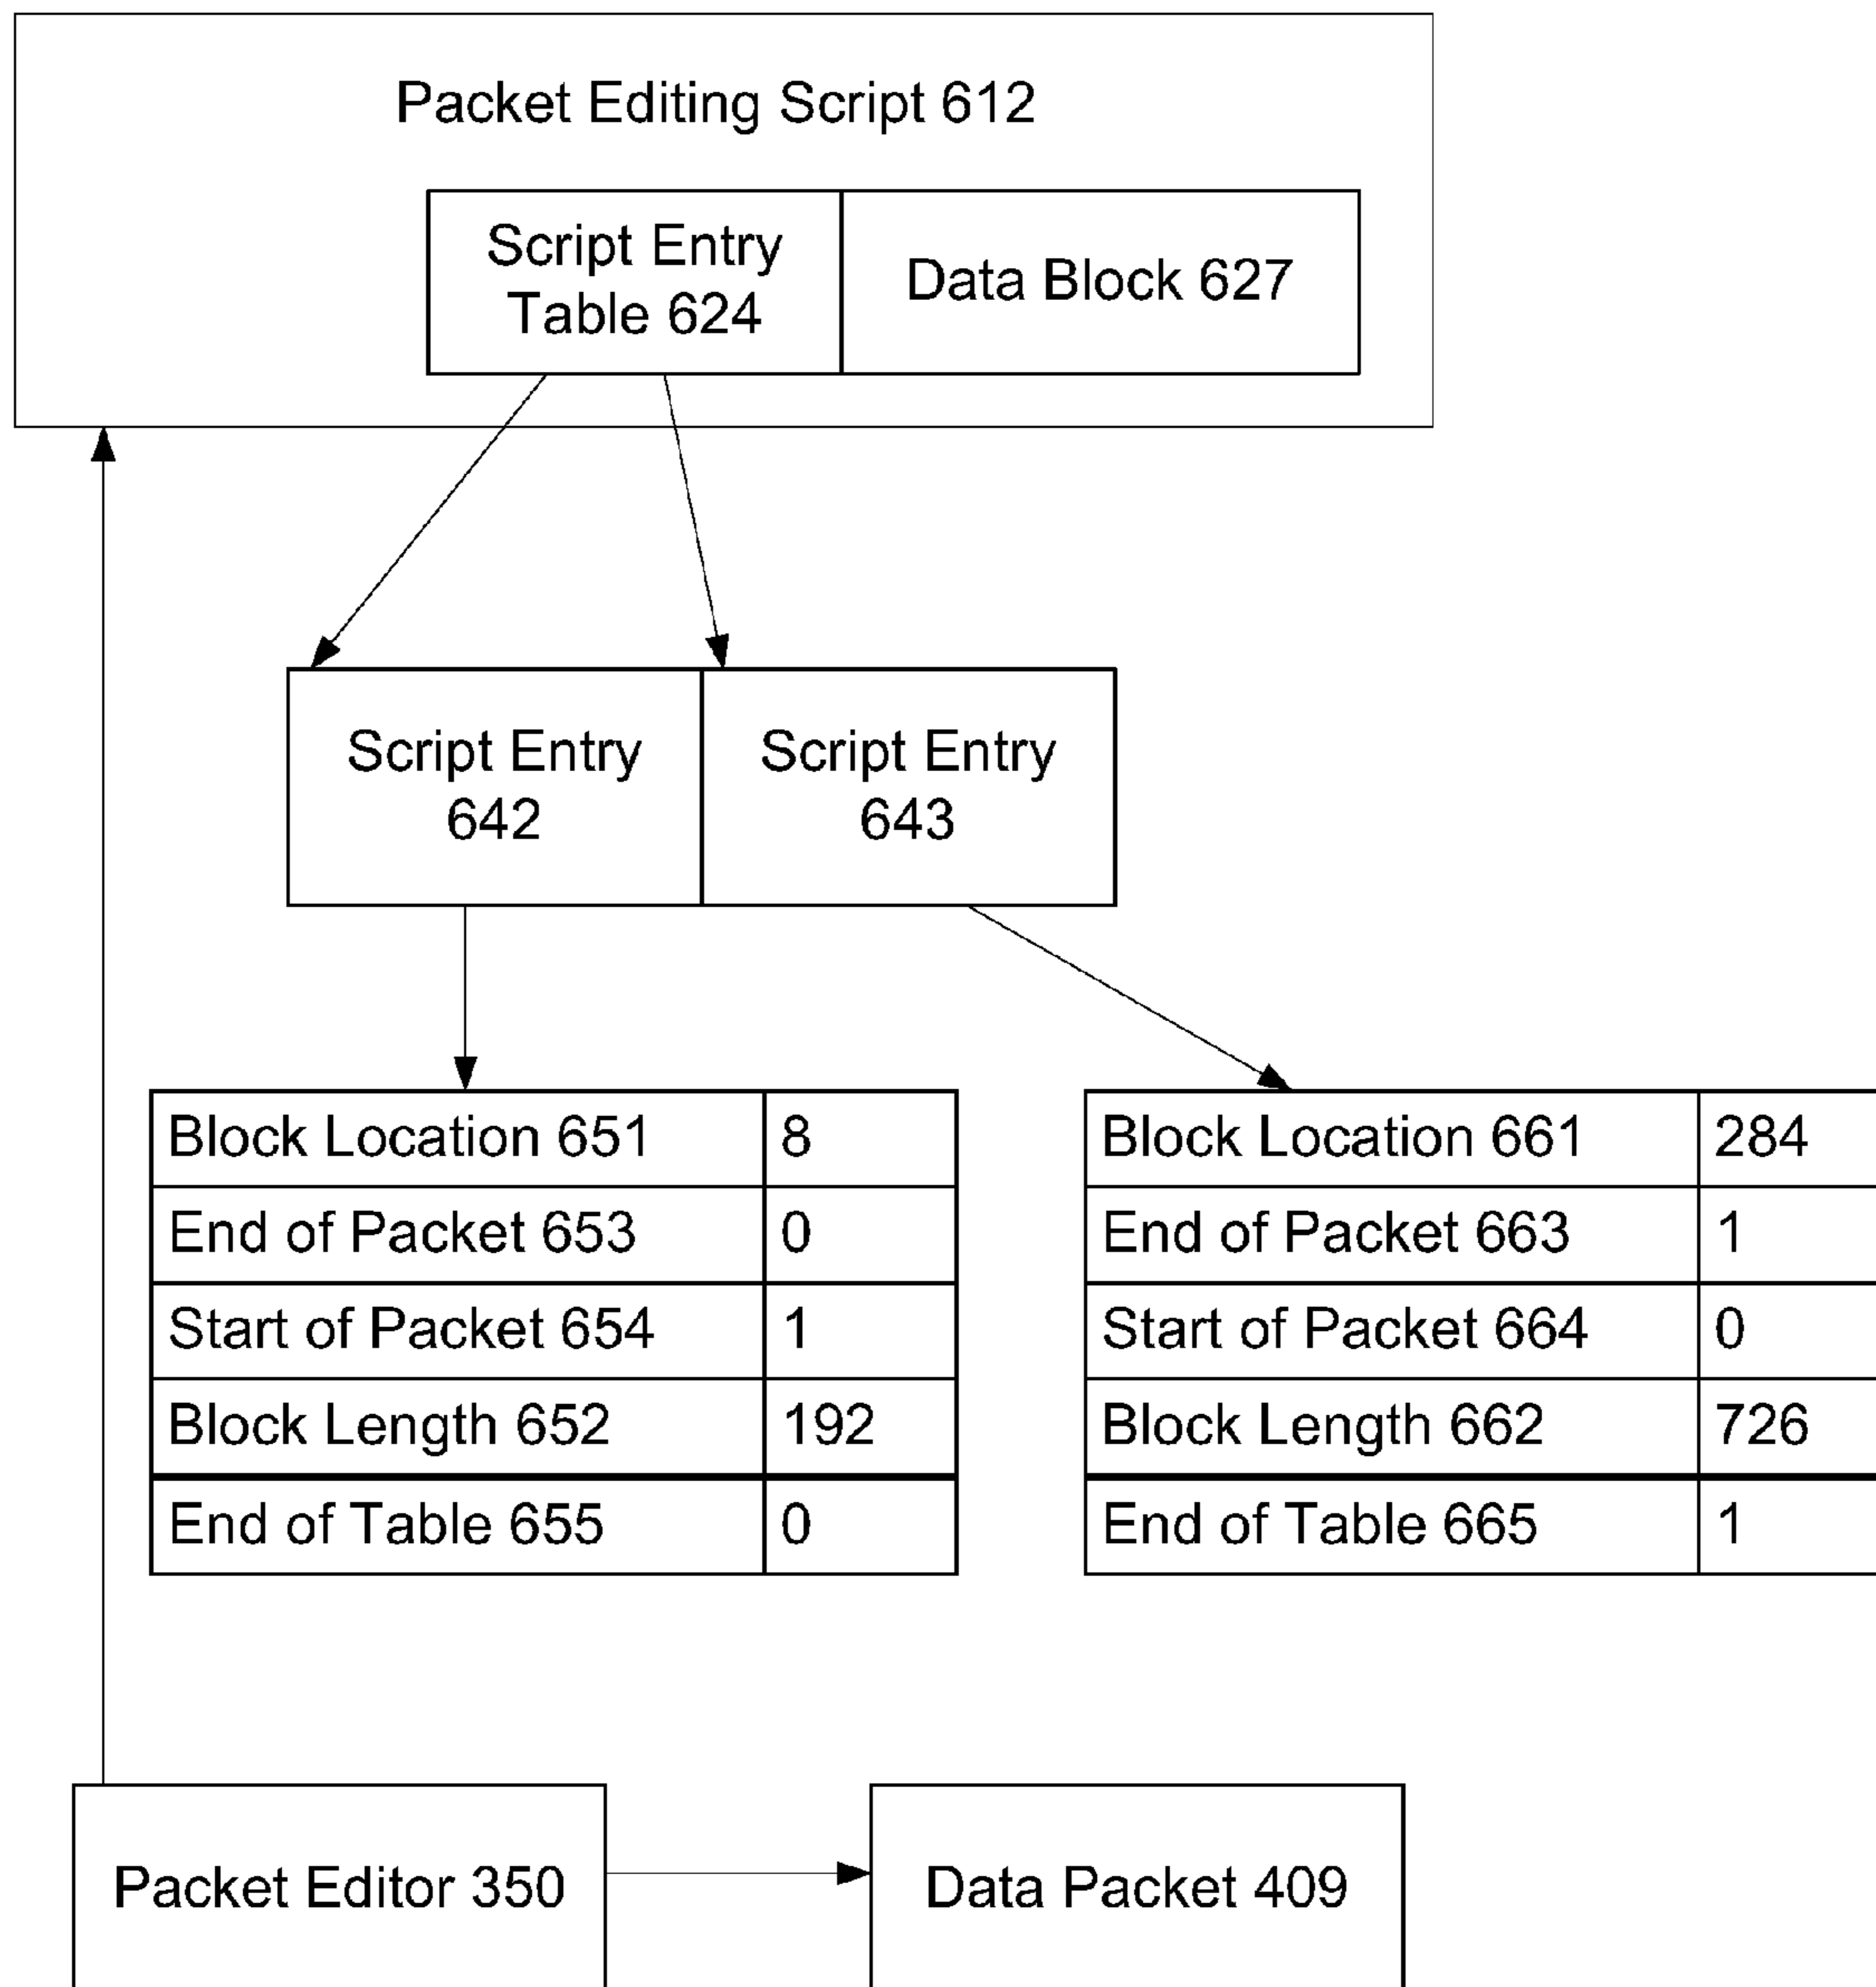 Packet Editing Script 612
Script Entry
Table 624
Data Block 627
Script Entry
642
Script Entry
643
Block Location 651 8
End of Packet 653 0
Start of Packet 654 1
Block Length 652 192
End of Table 655 0
Block Location 661 284
End of Packet 663 1
Start of Packet 664 0
Block Length 662 726
End of Table 665 1
Packet Editor 350
Data Packet 409